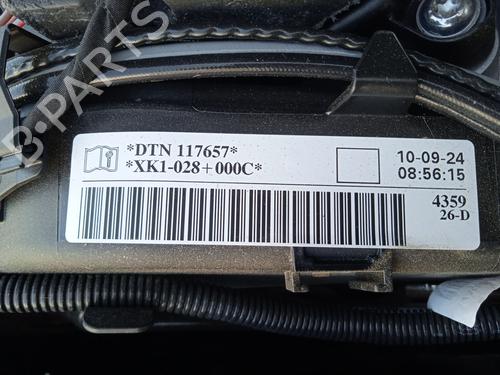 B-PARTS
*DTN 117657*
*XK1-028+000C*
10-09-24
08:56:15
4359
26-D